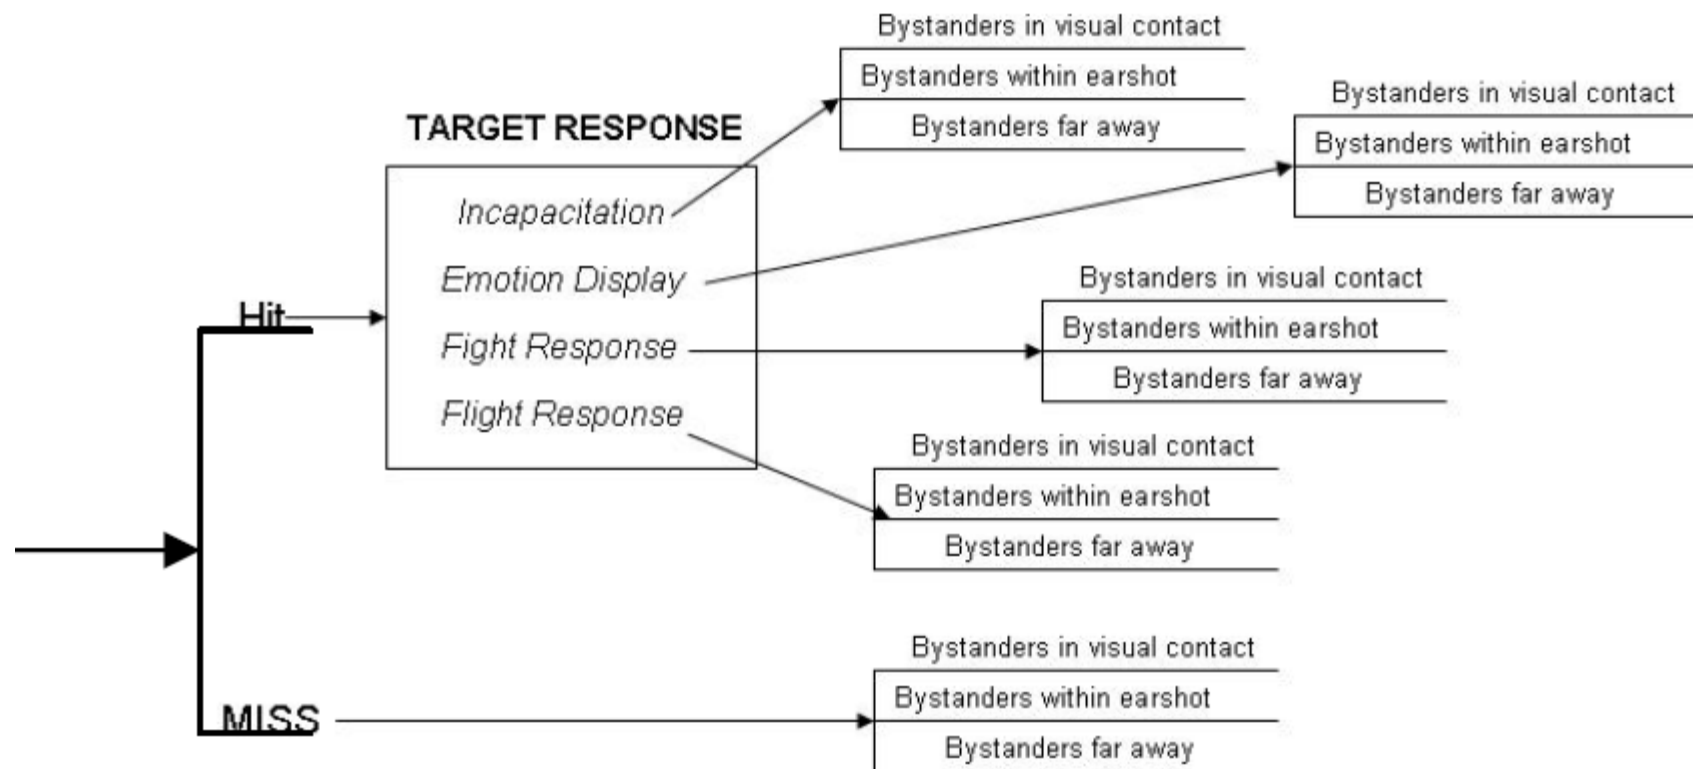 Bystanders in visual contact
Bystanders within earshot
Bystanders far away
Bystanders in visual contact
Bystanders within earshot
Bystanders far away
TARGET RESPONSE
Incapacitation
Emotion Display
Fight Response
Flight Response
Hit
Bystanders in visual contact
Bystanders within earshot
Bystanders far away
Bystanders in visual contact
Bystanders within earshot
Bystanders far away
MISS
Bystanders in visual contact
Bystanders within earshot
Bystanders far away